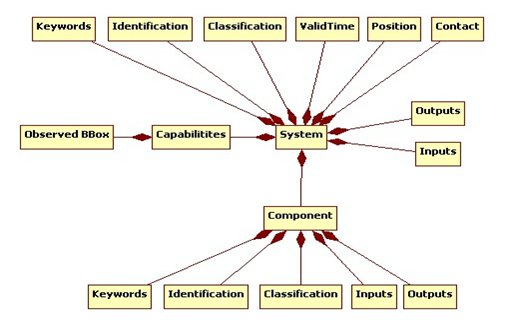 Keywords Identification Classification ValidTime Position Contact
Outputs
Observed BBox Capabilitites System
Inputs
Component
Keywords Identification Classification Inputs Outputs